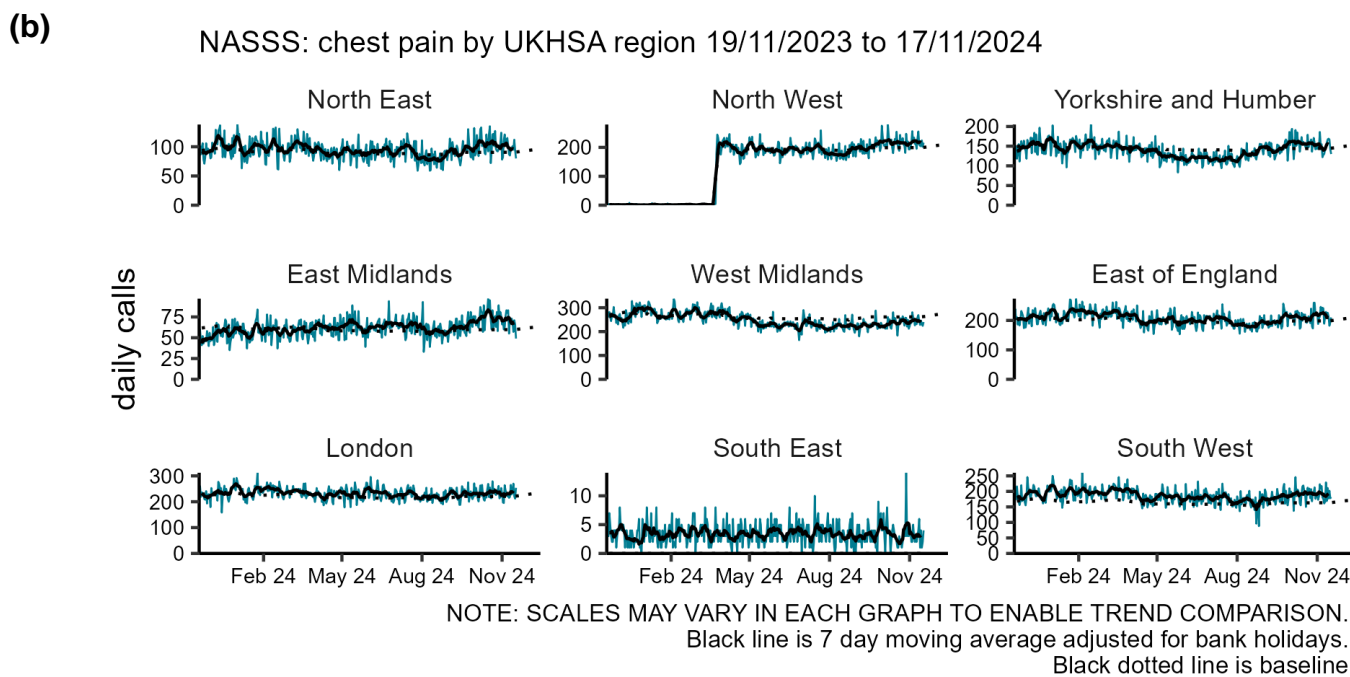 (b)
NASSS: chest pain by UKHSA region 19/11/2023 to 17/11/2024
North East
North West
Yorkshire and Humber
100
50
0
200
100
0
200
150
100
50
0
daily calls
East Midlands
West Midlands
East of England
75
50
25
0
300
200
100
0
200
100
0
London
South East
South West
300
200
100
0
10
5
0
250
200
150
100
50
0
Feb 24 May 24 Aug 24 Nov 24
Feb 24 May 24 Aug 24 Nov 24
Feb 24 May 24 Aug 24 Nov 24
NOTE: SCALES MAY VARY IN EACH GRAPH TO ENABLE TREND COMPARISON.
Black line is 7 day moving average adjusted for bank holidays.
Black dotted line is baseline